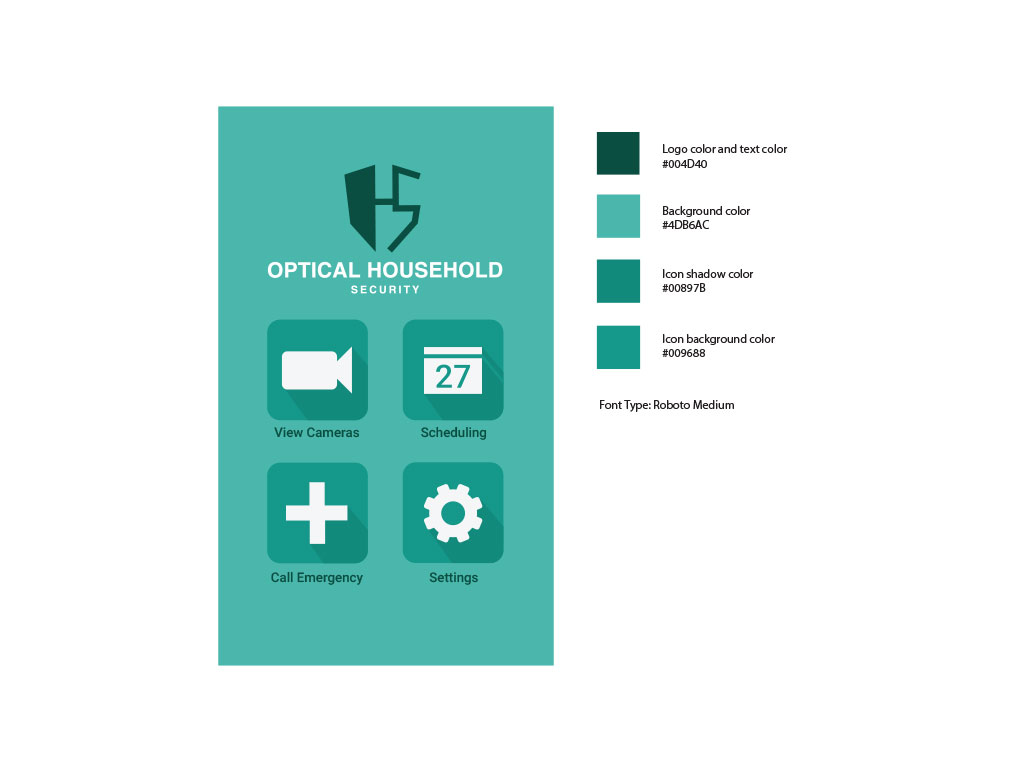 HS
OPTICAL HOUSEHOLD
SECURITY
27
View Cameras
Scheduling
Call Emergency
Settings
Logo color and text color
#004D40
Background color
#4DB6AC
Icon shadow color
#00897B
Icon background color
#009688
Font Type: Roboto Medium